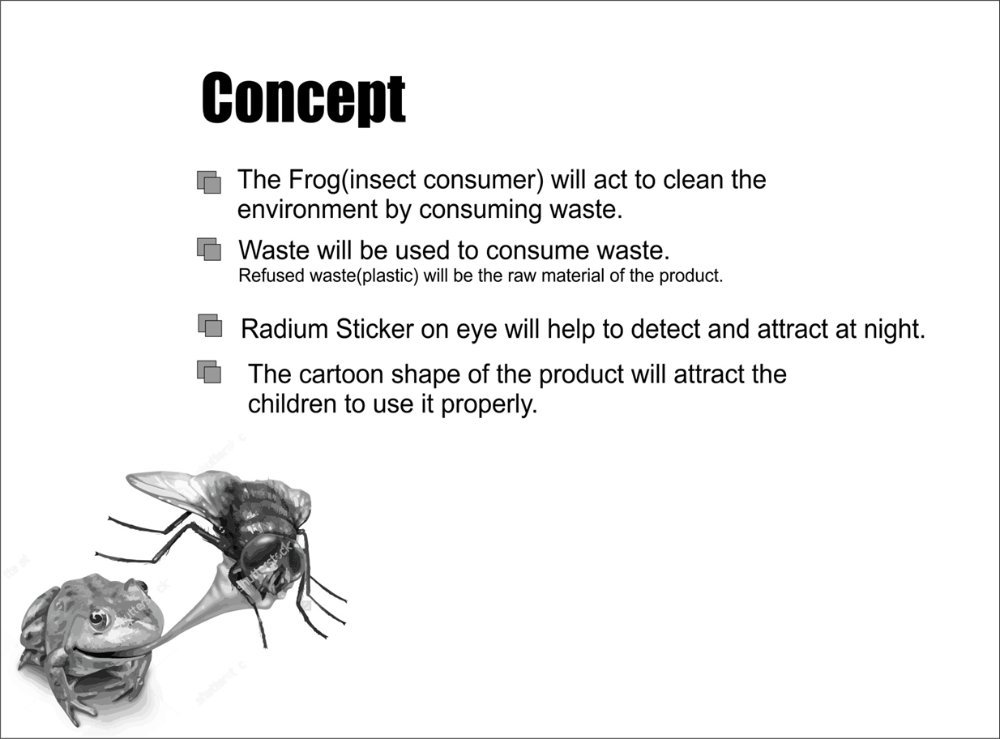 Concept
The Frog(insect consumer) will act to clean the
environment by consuming waste.
Waste will be used to consume waste.
Refused waste(plastic) will be the raw material of the product.
Radium Sticker on eye will help to detect and attract at night.
The cartoon shape of the product will attract the
children to use it properly.
shutterstock